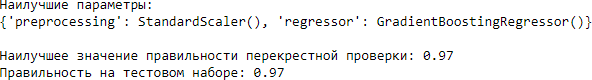 Наилучшие параметры:
{'preprocessing': StandardScaler(), 'regressor': GradientBoostingRegressor()}
Наилучшее значение правильности перекрестной проверки: 0.97
Правильность на тестовом наборе: 0.97